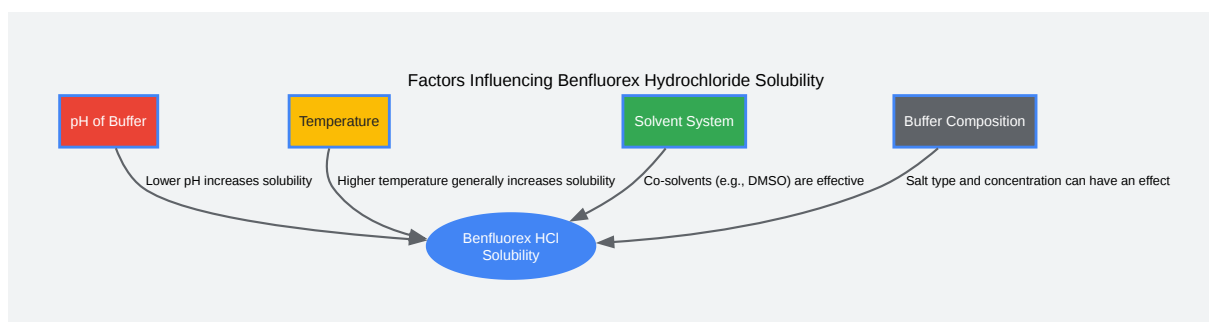 Factors Influencing Benfluorex Hydrochloride Solubility
pH of Buffer
Temperature
Solvent System
Buffer Composition
Lower pH increases solubility
Higher temperature generally increases solubility
Co-solvents (e.g., DMSO) are effective
Salt type and concentration can have an effect
Benfluorex HCl
Solubility